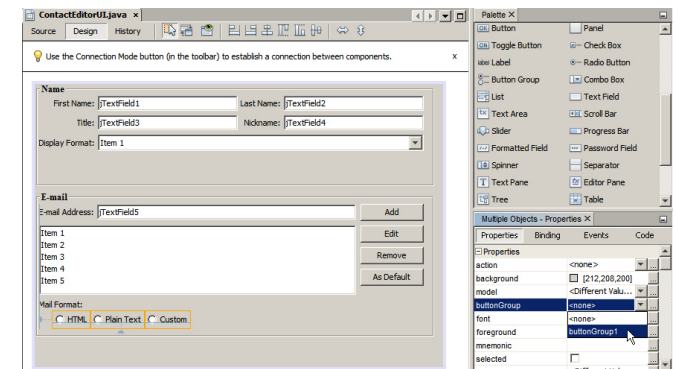 ContactEditorUI.java ×
Source Design History
Use the Connection Mode button (in the toolbar) to establish a connection between components. x
Name
First Name: jTextField1 Last Name: jTextField2
Title: jTextField3 Nickname: jTextField4
Display Format: Item 1
E-mail
E-mail Address: jTextField5 Add
Item 1 Edit
Item 2
Item 3 Remove
Item 4
Item 5 As Default
Mail Format:
HTML Plain Text Custom
Palette ×
OK Button Panel
ON Toggle Button Check Box
label Label Radio Button
Button Group Combo Box
List Text Field
Text Area Scroll Bar
Slider Progress Bar
Formatted Field Password Field
Spinner Separator
T Text Pane Editor Pane
Tree Table
Multiple Objects - Properties ×
Properties Binding Events Code
Properties
action <none> ...
background [212,208,200] ...
model <Different Valu... ...
buttonGroup <none> ...
font <none> ...
foreground buttonGroup1 ...
mnemonic ...
selected ...